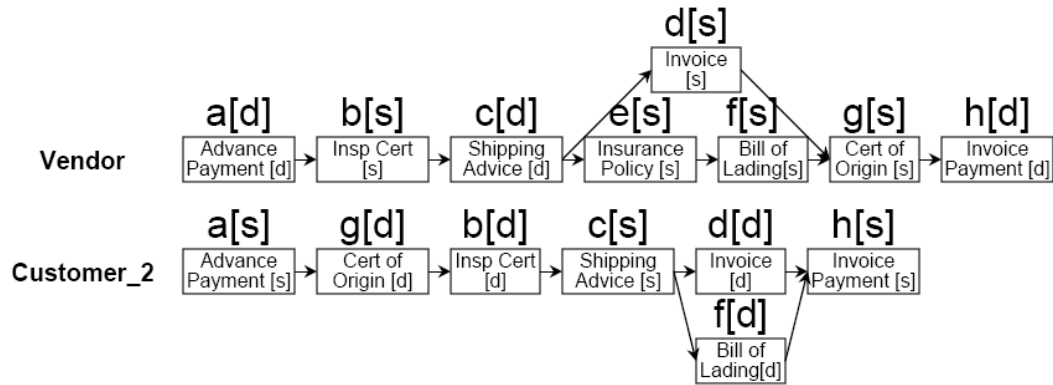 d[s]
Invoice
[s]
a[d] b[s] c[d] e[s] f[s] g[s] h[d]
Vendor
Advance
Payment [d]
Insp Cert
[s]
Shipping
Advice [d]
Insurance
Policy [s]
Bill of
Lading[s]
Cert of
Origin [s]
Invoice
Payment [d]
a[s] g[d] b[d] c[s] d[d] h[s]
Customer_2
Advance
Payment [s]
Cert of
Origin [d]
Insp Cert
[d]
Shipping
Advice [s]
Invoice
[d]
Invoice
Payment [s]
f[d]
Bill of
Lading[d]